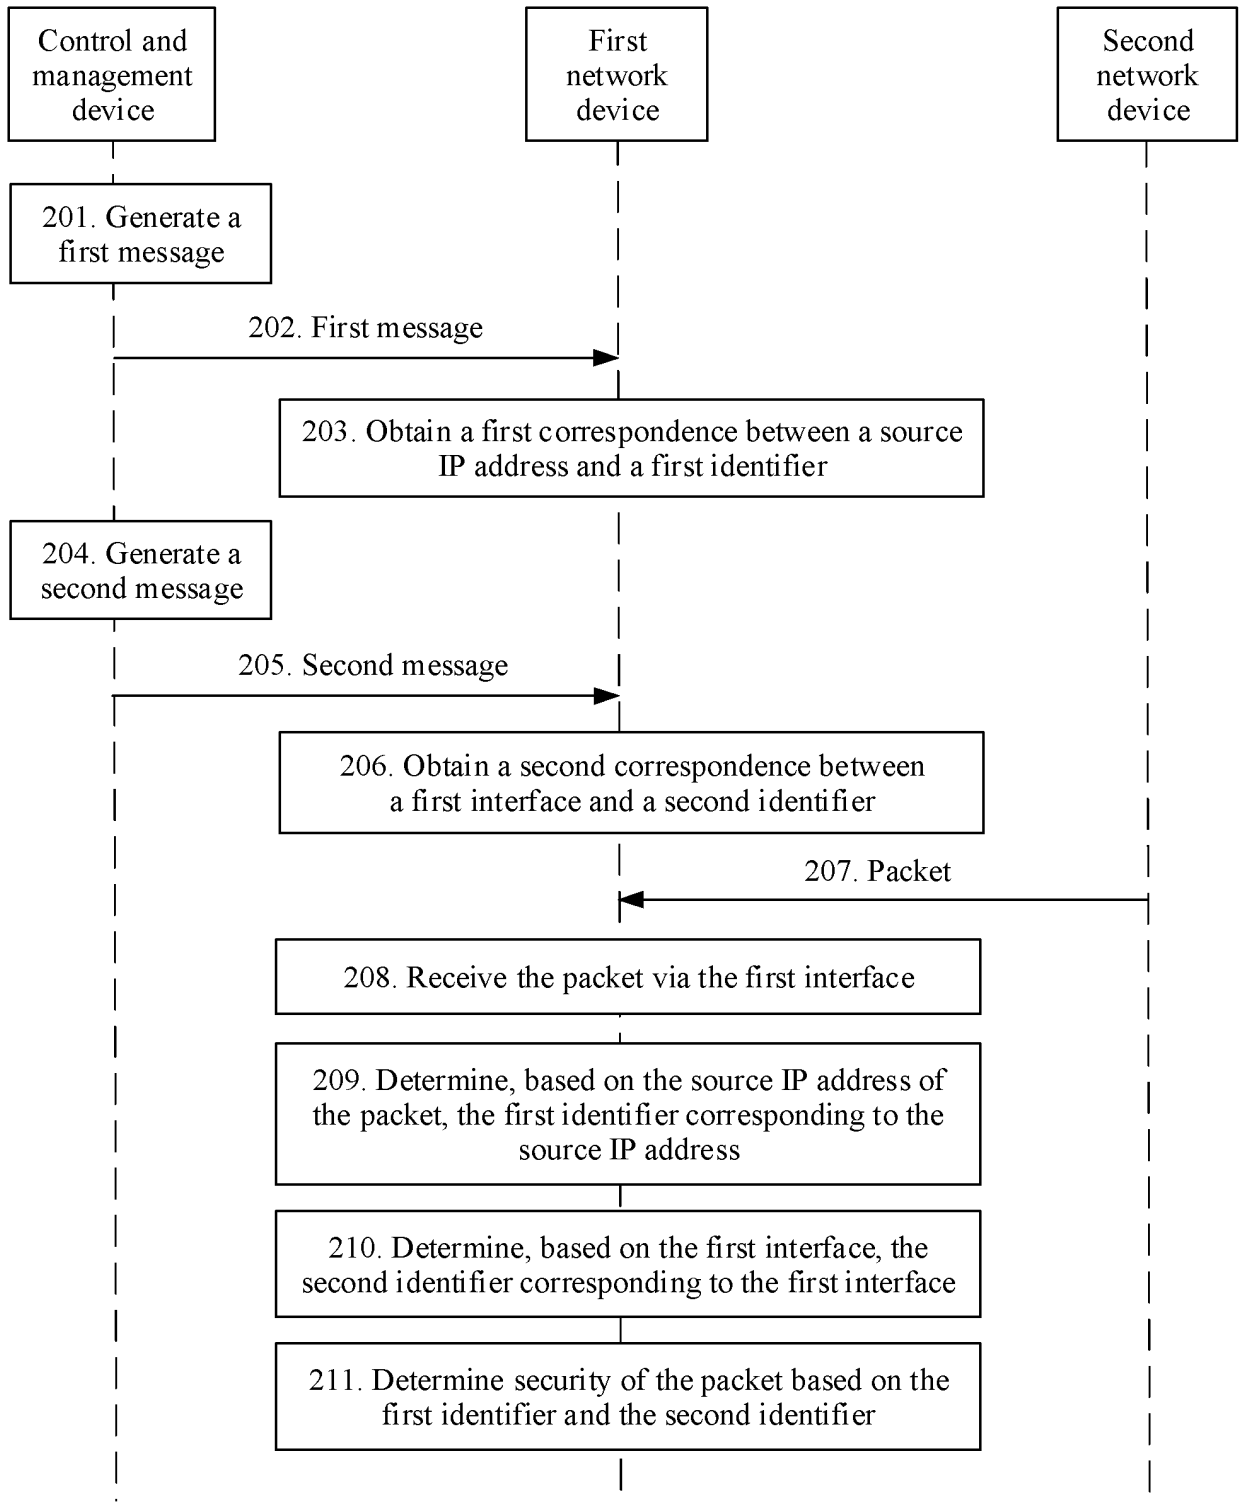 Control and
management
device
First
network
device
Second
network
device
201. Generate a
first message
202. First message
203. Obtain a first correspondence between a source
IP address and a first identifier
204. Generate a
second message
205. Second message
206. Obtain a second correspondence between
a first interface and a second identifier
207. Packet
208. Receive the packet via the first interface
209. Determine, based on the source IP address of
the packet, the first identifier corresponding to the
source IP address
210. Determine, based on the first interface, the
second identifier corresponding to the first interface
211. Determine security of the packet based on the
first identifier and the second identifier